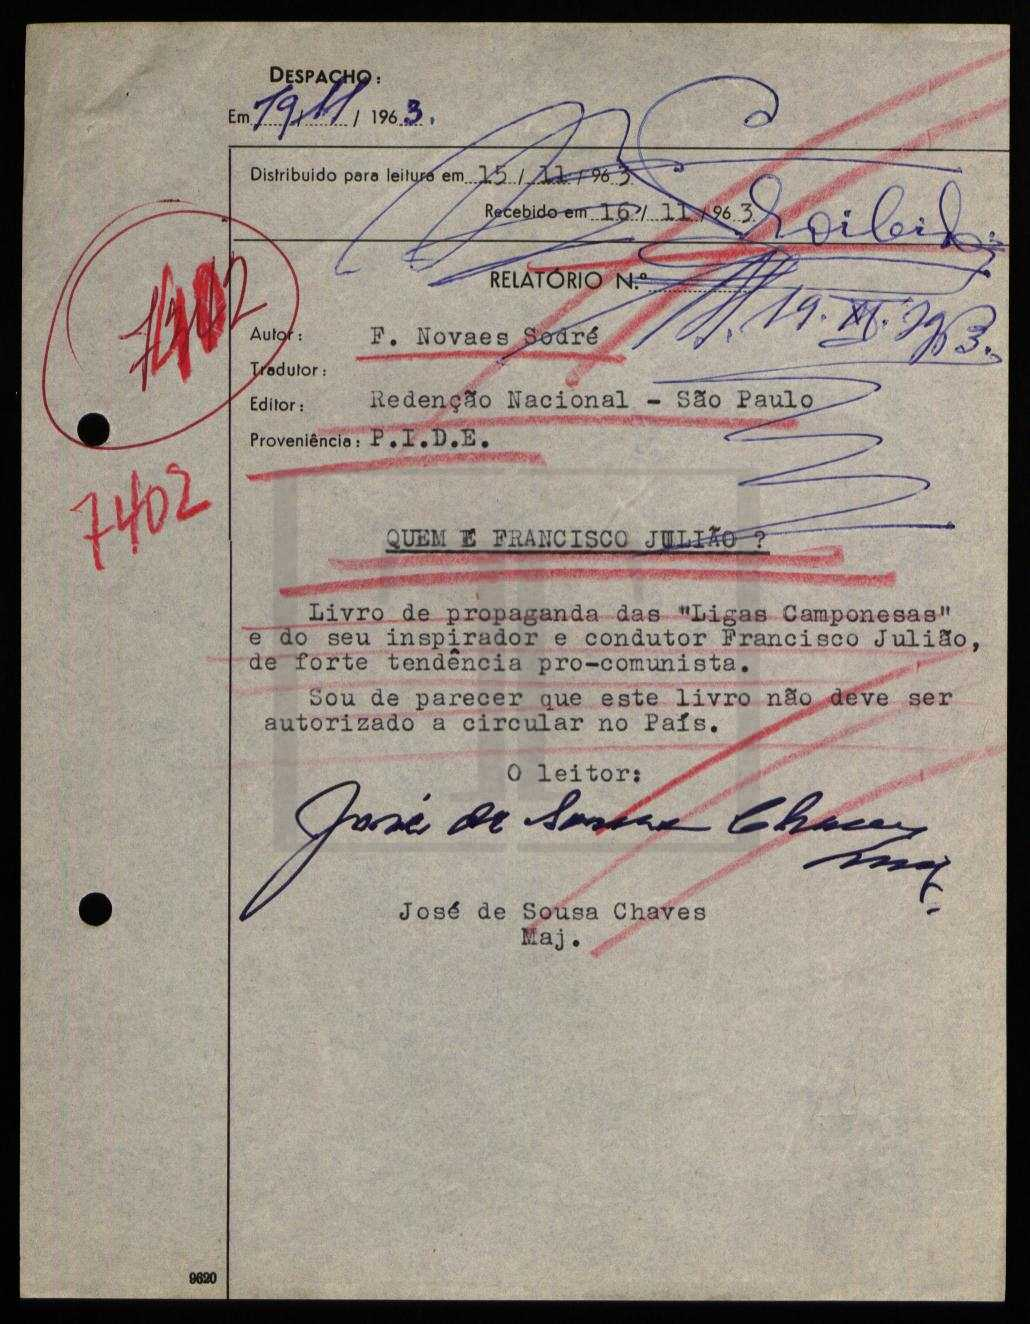 DESPACHO:
Em 19/11/1963.
Distribuido para leitura em 15/11/963
Recebido em 16/11/963
RELATÓRIO N.º
7402
19.XI.1963.
Autor: F. Novaes Sodré
Tradutor:
Editor: Redenção Nacional - São Paulo
Proveniência: P.I.D.E.
7402
QUEM É FRANCISCO JULIÃO ?
Livro de propaganda das "Ligas Camponesas"
e do seu inspirador e condutor Francisco Julião,
de forte tendência pro-comunista.
Sou de parecer que este livro não deve ser
autorizado a circular no País.
O leitor:
José de Sousa Chaves
Maj.
José de Sousa Chaves
Maj.
9620